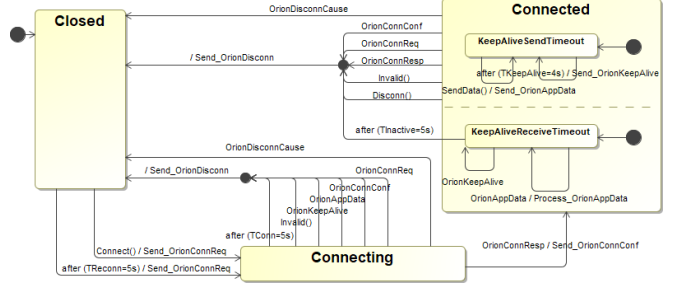 OrionDisconnCause
Connected
Closed
OrionConnConf
OrionConnReq
OrionConnResp
/ Send_OrionDisconn
Invalid()
Disconn()
KeepAliveSendTimeout
after (TKeepAlive=4s) / Send_OrionKeepAlive
SendData() / Send_OrionAppData
after (TInactive=5s)
KeepAliveReceiveTimeout
OrionKeepAlive
OrionAppData / Process_OrionAppData
OrionDisconnCause
/ Send_OrionDisconn
OrionConnReq
OrionConnConf
OrionAppData
OrionKeepAlive
Invalid()
after (TConn=5s)
Connect() / Send_OrionConnReq
after (TReconn=5s) / Send_OrionConnReq
Connecting
OrionConnResp / Send_OrionConnConf